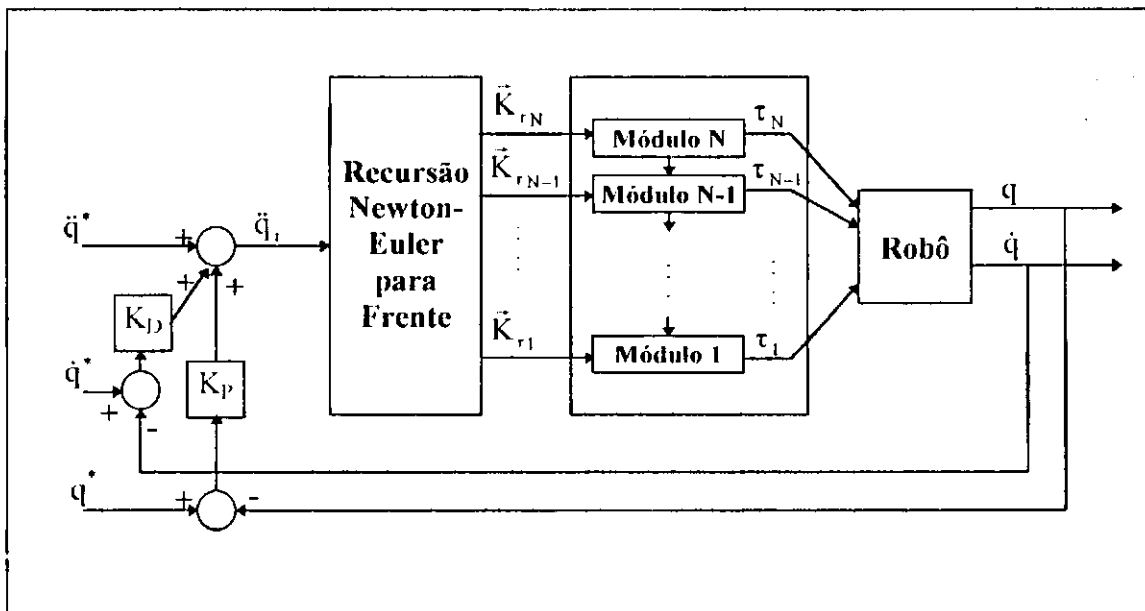 K⃗rN
τN
Módulo N
K⃗rN−1
τN−1
Módulo N-1
Recursão
Newton-
Euler
para
Frente
q̈*
+
+
+
q̈r
Robô
q
q̇
KD
K⃗r1
τ1
Módulo 1
q̇*
+
-
KP
q*
+
-